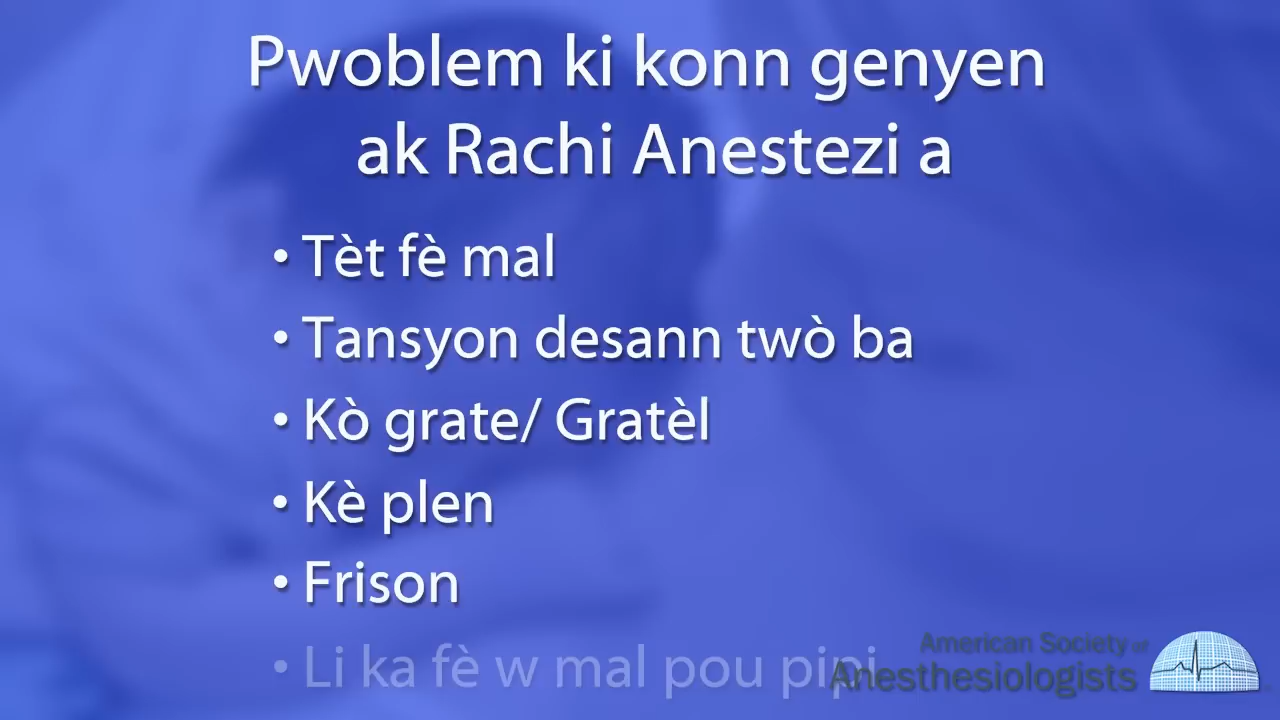 Pwoblem ki konn genyen
ak Rachi Anestezi a
• Tèt fè mal
• Tansyon desann twò ba
• Kò grate/ Gratèl
• Kè plen
• Frison
• Li ka fè w mal pou pipi
American Society of
Anesthesiologists